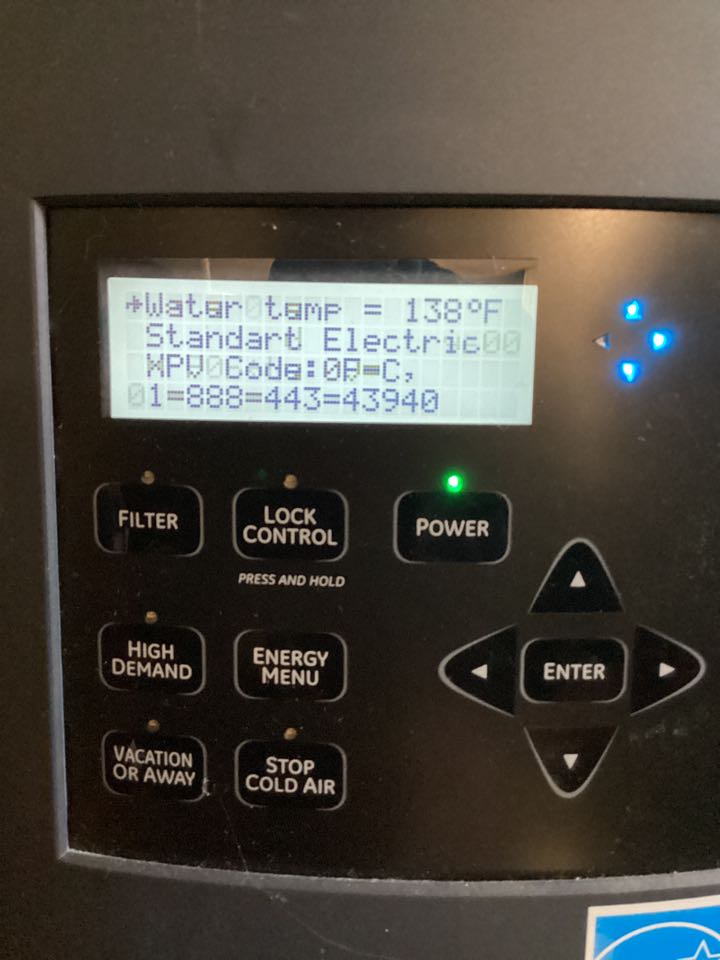 Water temp = 138ºF
Standart Electric
Code:
1=888=443=43940
FILTER
LOCK
CONTROL
POWER
PRESS AND HOLD
HIGH
DEMAND
ENERGY
MENU
ENTER
VACATION
OR AWAY
STOP
COLD AIR